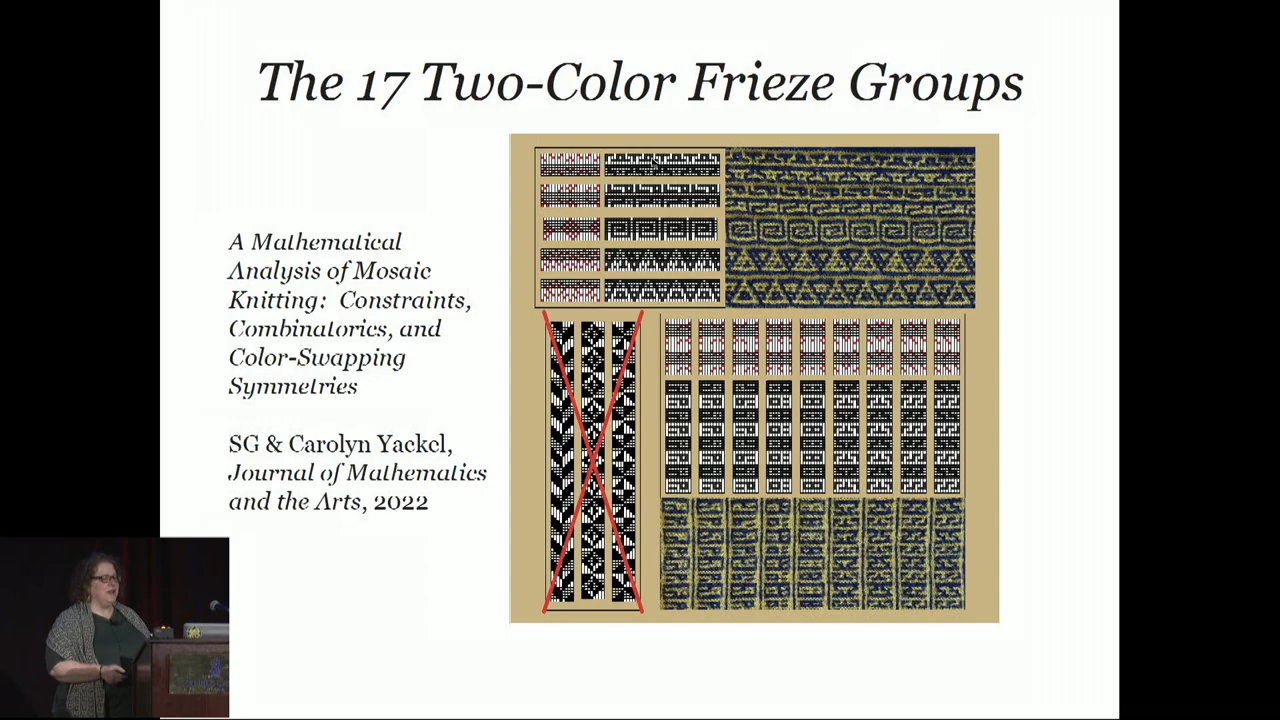 The 17 Two-Color Frieze Groups
A Mathematical
Analysis of Mosaic
Knitting: Constraints,
Combinatorics, and
Color-Swapping
Symmetries
SG & Carolyn Yackel,
Journal of Mathematics
and the Arts, 2022